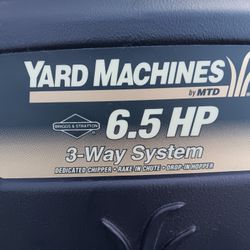 YARD MACHINES
by MTD
BRIGGS & STRATTON
6.5 HP
3-Way System
DEDICATED CHIPPER • RAKE-IN CHUTE • DROP-IN HOPPER